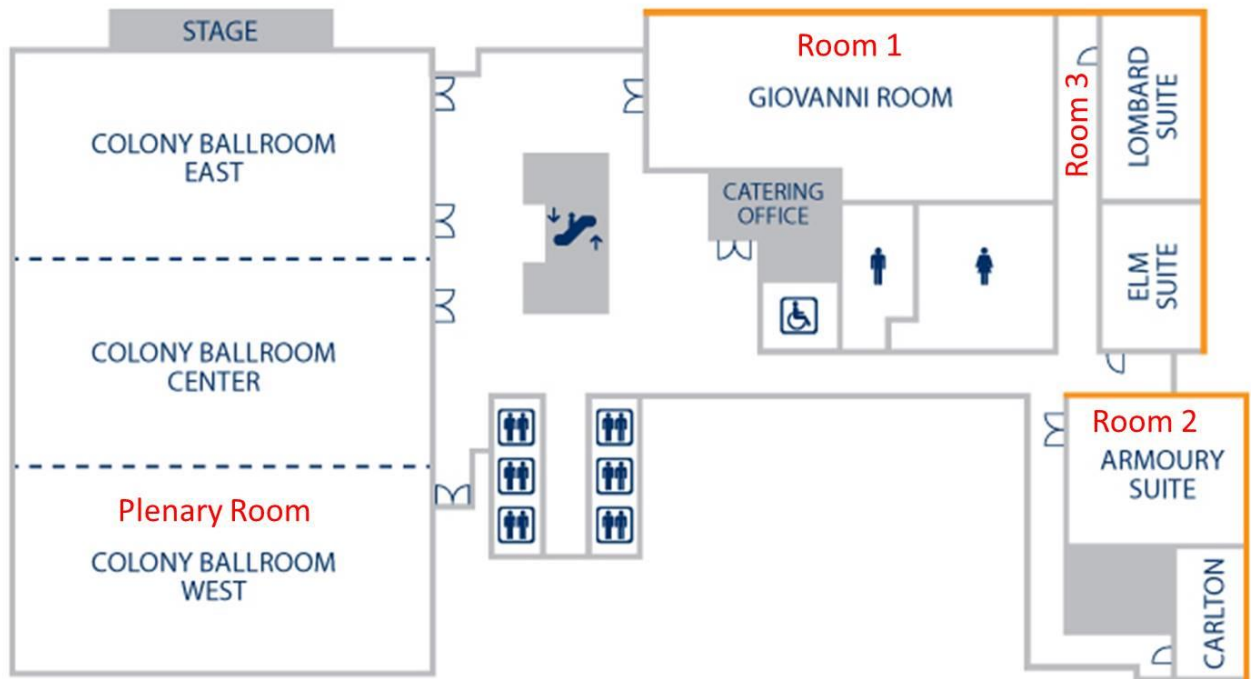 STAGE
COLONY BALLROOM
EAST
COLONY BALLROOM
CENTER
Plenary Room
COLONY BALLROOM
WEST
Room 1
GIOVANNI ROOM
CATERING
OFFICE
Room 3
LOMBARD
SUITE
ELM
SUITE
Room 2
ARMOURY
SUITE
CARLTON